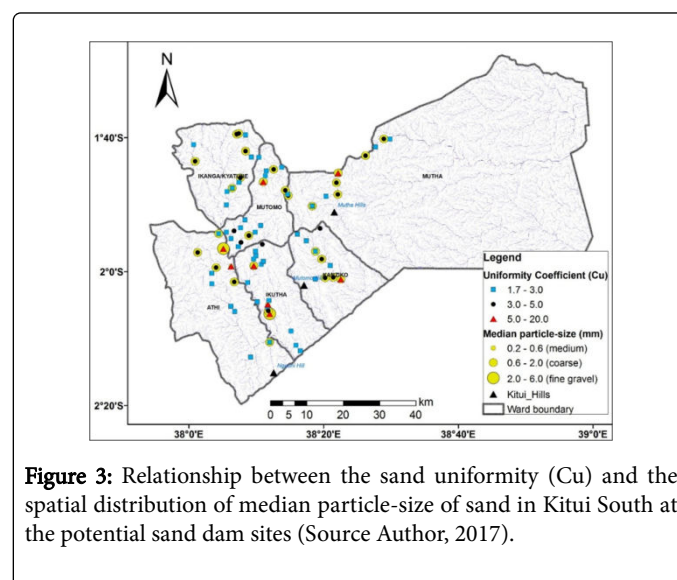 N
1°40'S
2°0'S
2°20'S
IKANGA/KYATUNE
MUTOMO
MUTHA
Mutha Hills
IKUTHA
ATHI
Legend
Uniformity Coefficient (Cu)
1.7 - 3.0
3.0 - 5.0
5.0 - 20.0
Median particle-size (mm)
0.2 - 0.6 (medium)
0.6 - 2.0 (coarse)
2.0 - 6.0 (fine gravel)
Kitui_Hills
Ward boundary
km
0 5 10 20 30 40
38°0'E 38°20'E 38°40'E 39°0'E
Figure 3: Relationship between the sand uniformity (Cu) and the
spatial distribution of median particle-size of sand in Kitui South at
the potential sand dam sites (Source Author, 2017).